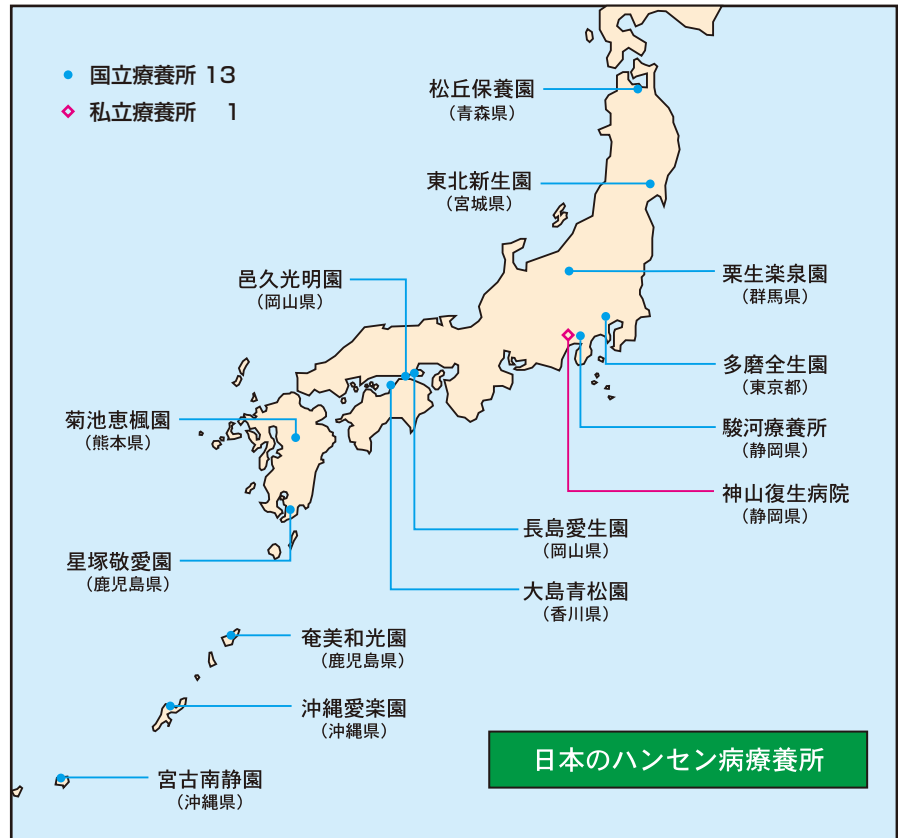 国立療養所 13
私立療養所 1
松丘保養園
（青森県）
東北新生園
（宮城県）
栗生楽泉園
（群馬県）
邑久光明園
（岡山県）
多磨全生園
（東京都）
菊池恵楓園
（熊本県）
駿河療養所
（静岡県）
神山復生病院
（静岡県）
長島愛生園
（岡山県）
星塚敬愛園
（鹿児島県）
大島青松園
（香川県）
奄美和光園
（鹿児島県）
沖縄愛楽園
（沖縄県）
宮古南静園
（沖縄県）
日本のハンセン病療養所